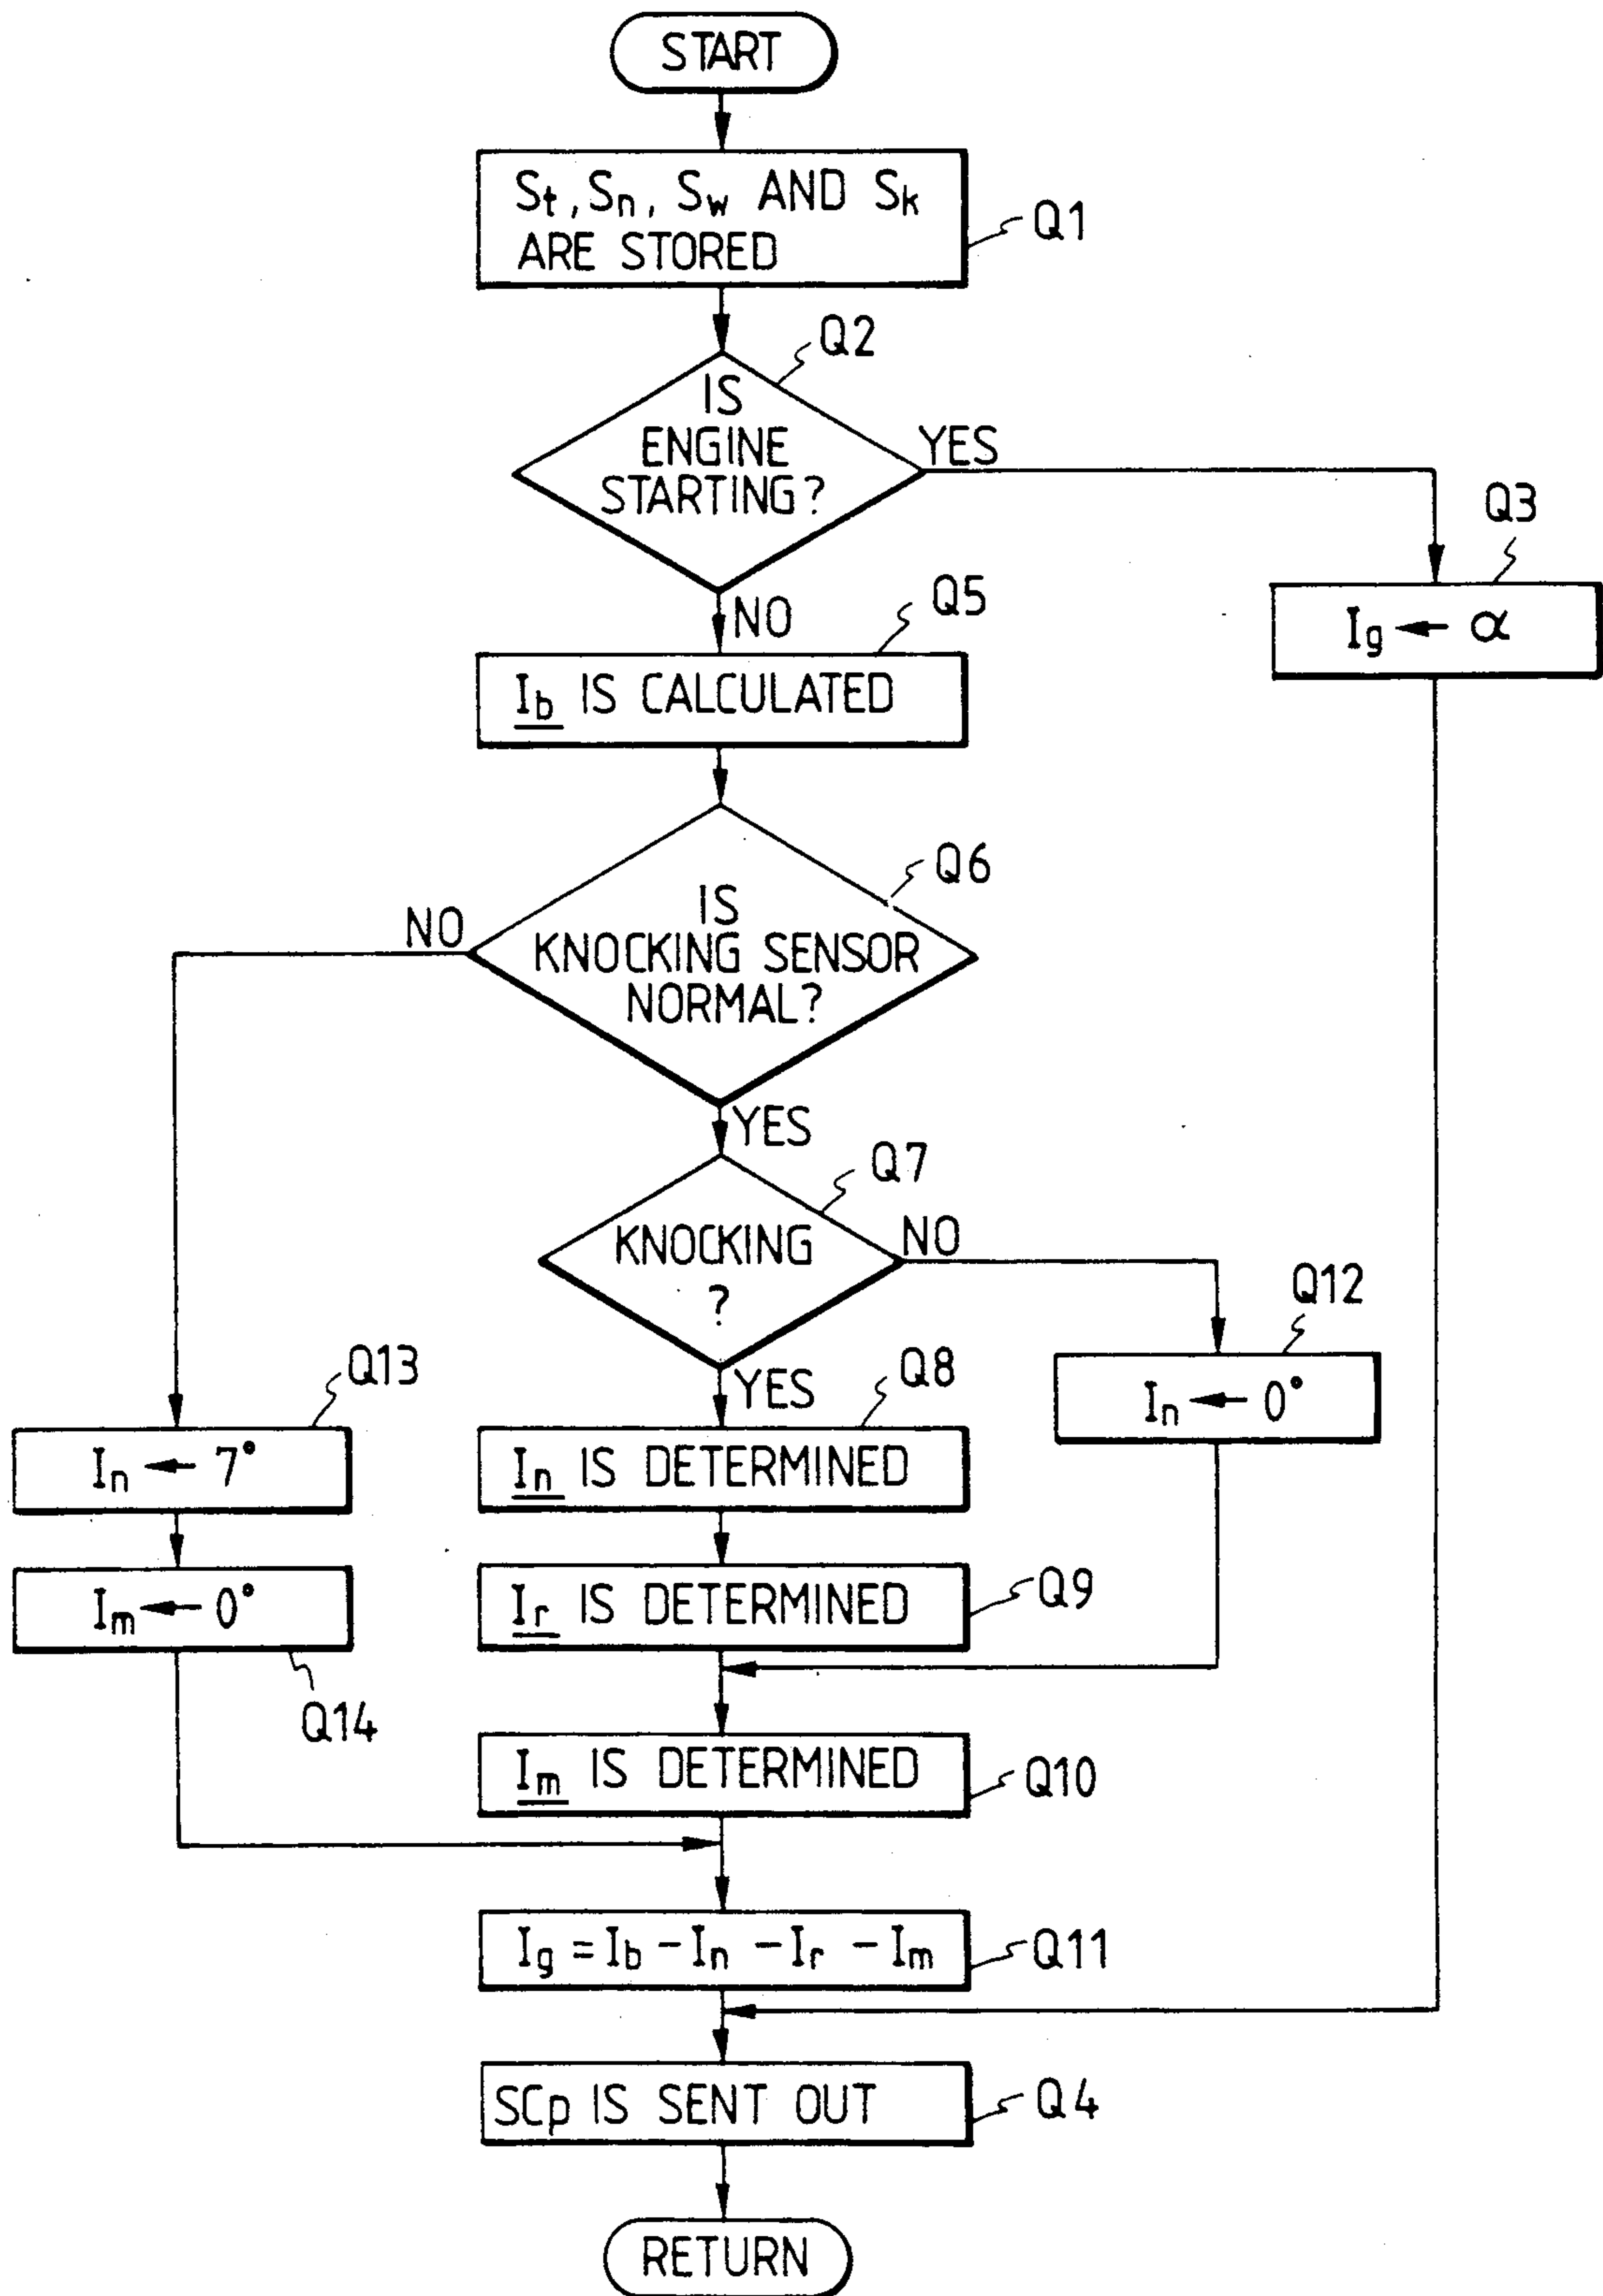 START
St, Sn, Sw AND Sk
ARE STORED
Q1
Q2
IS
ENGINE
STARTING?
YES
Q3
Ig ← α
NO
Q5
Ib IS CALCULATED
Q6
IS
KNOCKING SENSOR
NORMAL?
NO
YES
Q7
KNOCKING
?
NO
Q12
In ← 0°
YES
Q8
In IS DETERMINED
Q13
In ← 7°
Ir IS DETERMINED
Q9
Im ← 0°
Q14
Im IS DETERMINED
Q10
Ig = Ib - In - Ir - Im
Q11
SCp IS SENT OUT
Q4
RETURN